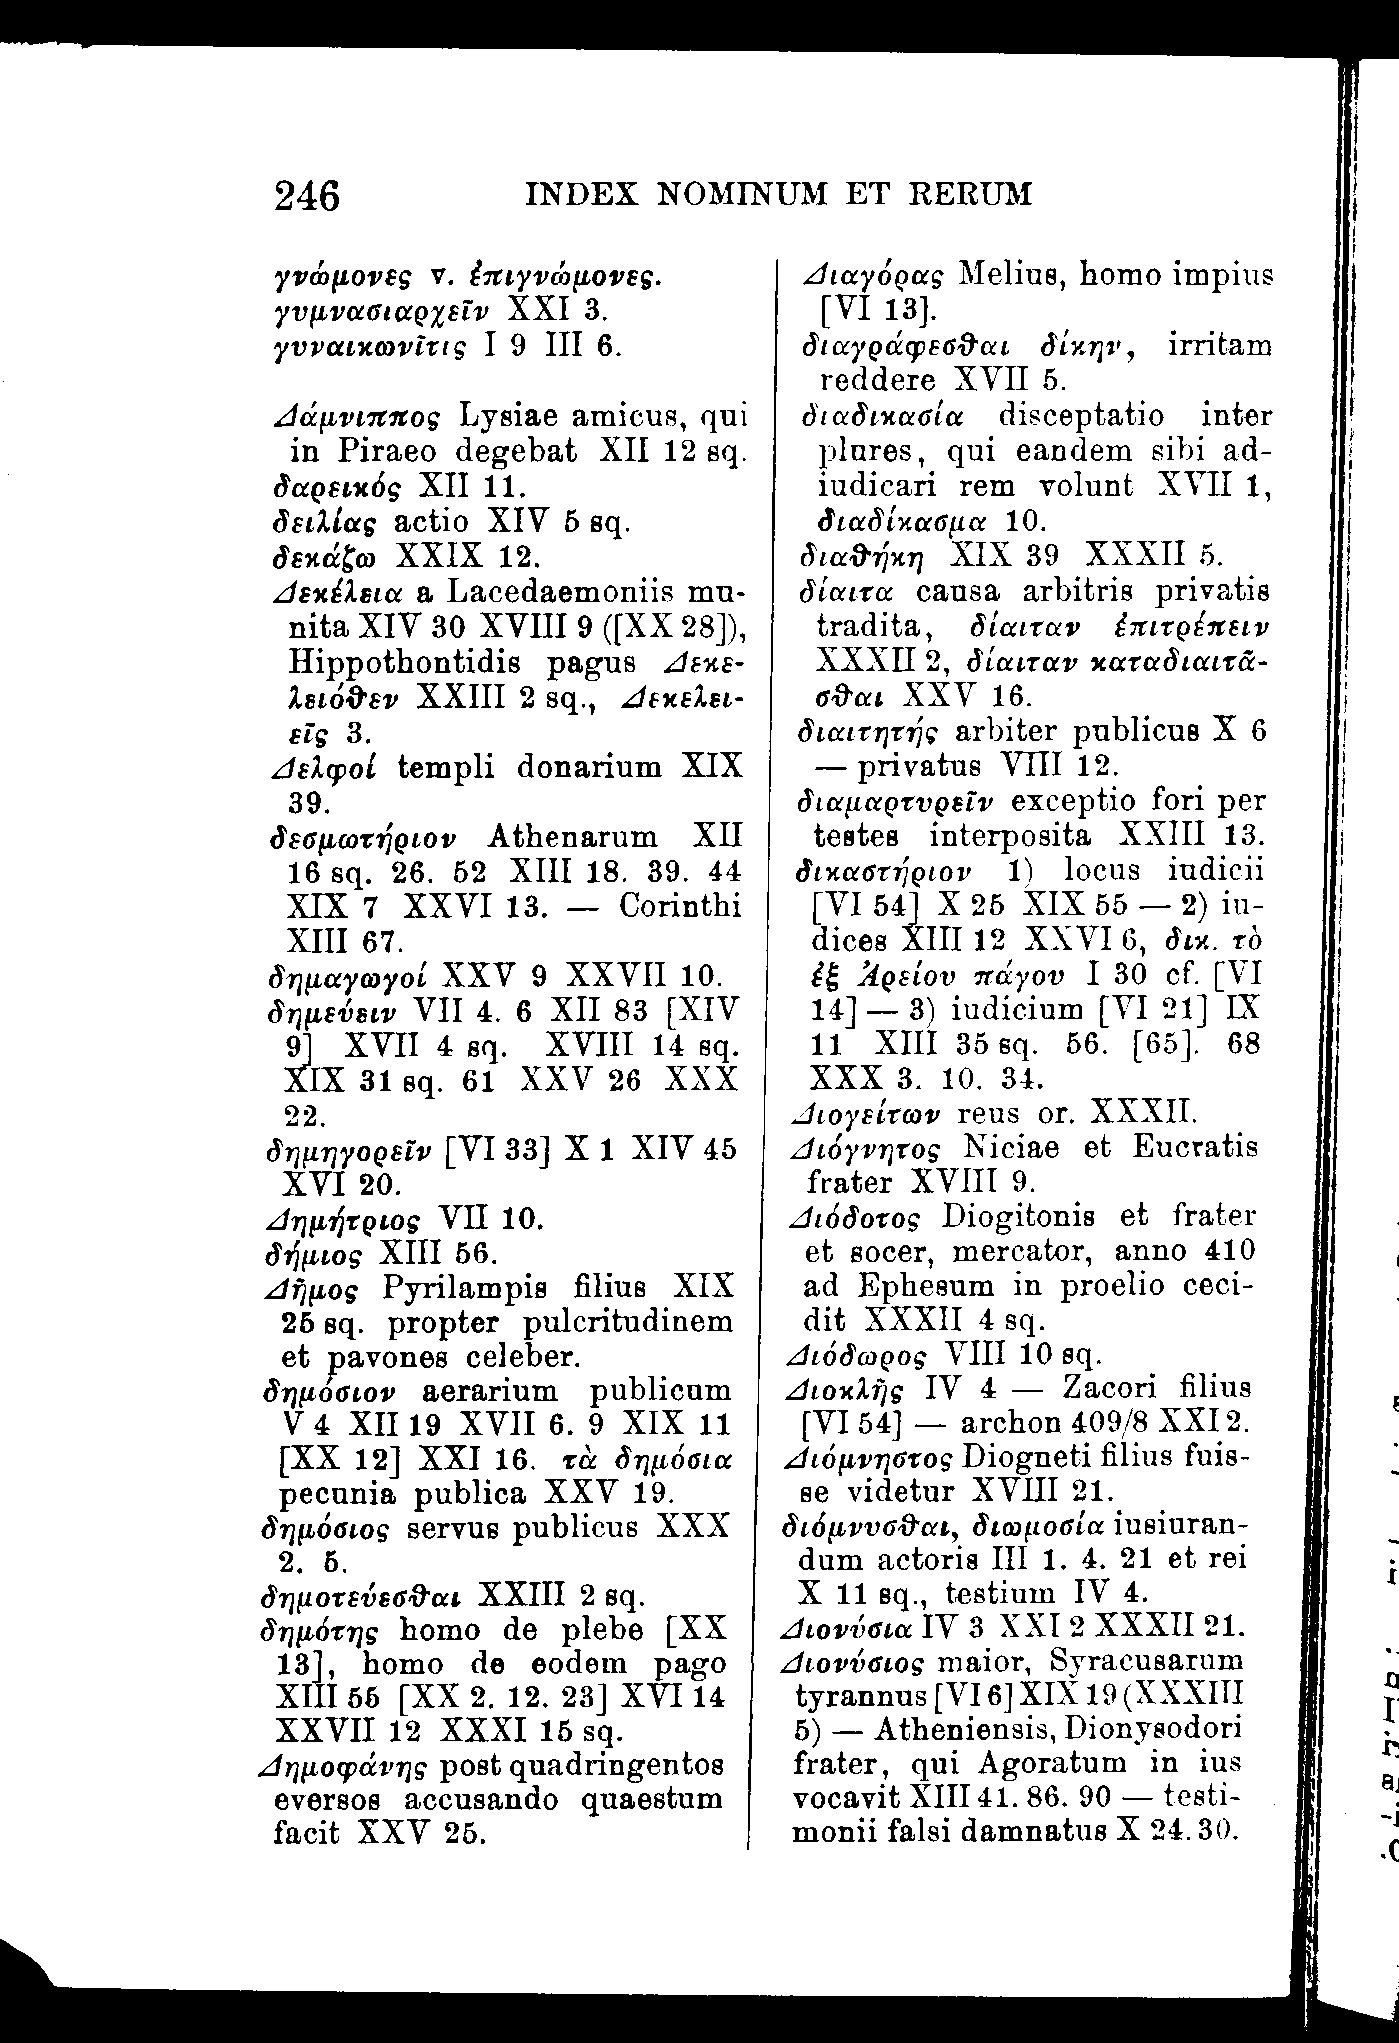 246 INDEX NOMINUM ET RERUM
γνώμονες v. ἐπιγνώμονες.
γυμνασιαρχεῖν XXI 3.
γυναικωνῖτις I 9 III 6.
Δάμνιππος Lysiae amicus, qui
in Piraeo degebat XII 12 sq.
δαρεικός XII 11.
δειλίας actio XIV 5 sq.
δεκάζω XXIX 12.
Δεκέλεια a Lacedaemoniis mu-
nita XIV 30 XVIII 9 ([XX 28]),
Hippothontidis pagus Δεκε-
λειόθεν XXIII 2 sq., Δεκελει-
εῖς 3.
Δελφοί templi donarium XIX
39.
δεσμωτήριον Athenarum XII
16 sq. 26. 52 XIII 18. 39. 44
XIX 7 XXVI 13. — Corinthi
XIII 67.
δημαγωγοί XXV 9 XXVII 10.
δημεύειν VII 4. 6 XII 83 [XIV
9] XVII 4 sq. XVIII 14 sq.
XIX 31 sq. 61 XXV 26 XXX
22.
δημηγορεῖν [VI 33] X 1 XIV 45
XVI 20.
Δημήτριος VII 10.
δήμιος XIII 56.
Δῆμος Pyrilampis filius XIX
25 sq. propter pulcritudinem
et pavones celeber.
δημόσιον aerarium publicum
V 4 XII 19 XVII 6. 9 XIX 11
[XX 12] XXI 16. τὰ δημόσια
pecunia publica XXV 19.
δημόσιος servus publicus XXX
2. 5.
δημοτεύεσθαι XXIII 2 sq.
δημότης homo de plebe [XX
13], homo de eodem pago
XIII 55 [XX 2. 12. 23] XVI 14
XXVII 12 XXXI 15 sq.
Δημοφάνης post quadringentos
eversos accusando quaestum
facit XXV 25.
Διαγόρας Melius, homo impius
[VI 13].
διαγράφεσθαι δίκην, irritam
reddere XVII 5.
διαδικασία disceptatio inter
plures, qui eandem sibi ad-
iudicari rem volunt XVII 1,
διαδίκασμα 10.
διαθήκη XIX 39 XXXII 5.
δίαιτα causa arbitris privatis
tradita, δίαιταν ἐπιτρέπειν
XXXII 2, δίαιταν καταδιαιτᾶ-
σθαι XXV 16.
διαιτητής arbiter publicus X 6
— privatus VIII 12.
διαμαρτυρεῖν exceptio fori per
testes interposita XXIII 13.
δικαστήριον 1) locus iudicii
[VI 54] X 25 XIX 55 — 2) iu-
dices XIII 12 XXVI 6, δικ. τὸ
ἐξ Ἀρείου πάγου I 30 cf. [VI
14] — 3) iudicium [VI 21] IX
11 XIII 35 sq. 56. [65]. 68
XXX 3. 10. 34.
Διογείτων reus or. XXXII.
Διόγνητος Niciae et Eucratis
frater XVIII 9.
Διόδοτος Diogitonis et frater
et socer, mercator, anno 410
ad Ephesum in proelio ceci-
dit XXXII 4 sq.
Διόδωρος VIII 10 sq.
Διοκλῆς IV 4 — Zacori filius
[VI 54] — archon 409/8 XXI 2.
Διόμνηστος Diogneti filius fuis-
se videtur XVIII 21.
διόμνυσθαι, διωμοσία iusiuran-
dum actoris III 1. 4. 21 et rei
X 11 sq., testium IV 4.
Διονύσια IV 3 XXI 2 XXXII 21.
Διονύσιος maior, Syracusarum
tyrannus [VI 6] XIX 19 (XXXIII
5) — Atheniensis, Dionysodori
frater, qui Agoratum in ius
vocavit XIII 41. 86. 90 — testi-
monii falsi damnatus X 24. 30.